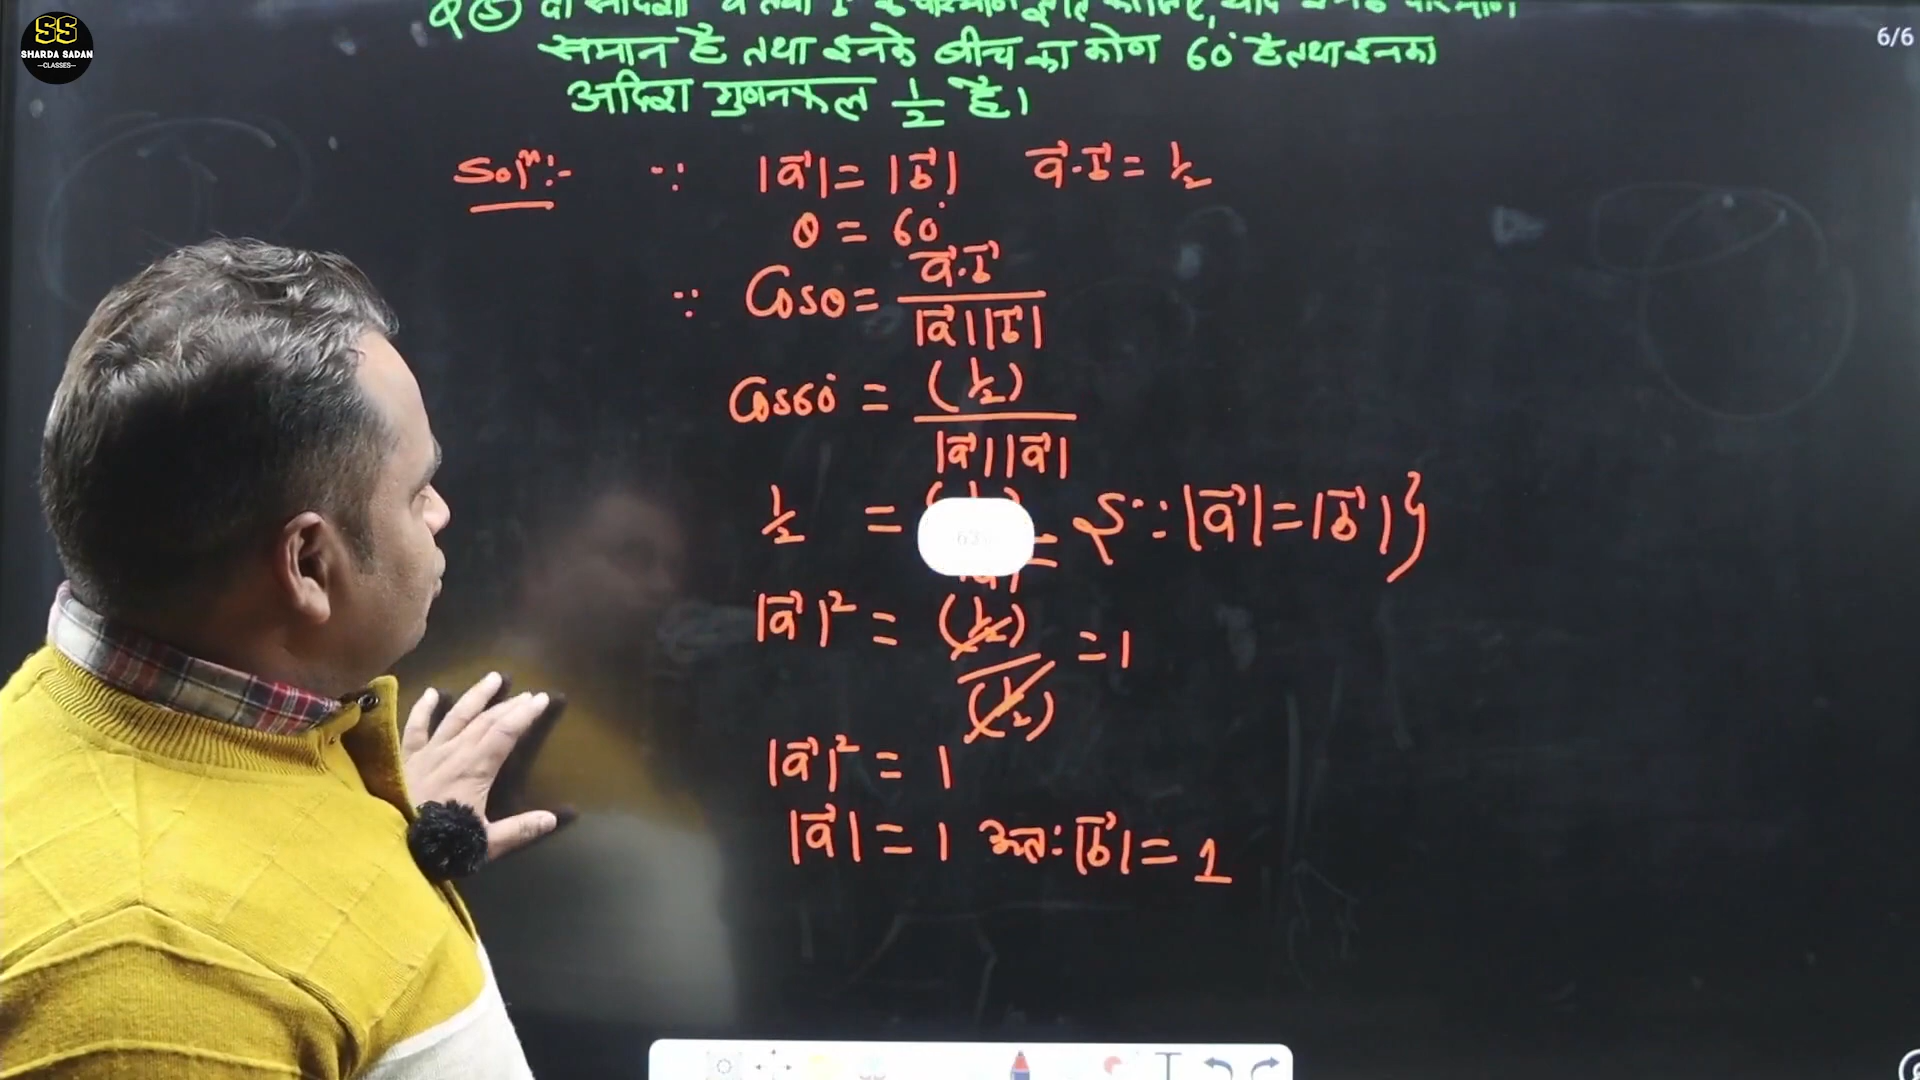 SS
SHARDA SADAN
—CLASSES—
6/6
Q⑤
समान है तथा इनके बीच का कोण 60° है तथा इनका
अदिश गुणनफल 1/2 है।
Solⁿ:- ∵ |a⃗| = |b⃗| a⃗·b⃗ = 1/2
θ = 60°
∵ Cosθ = a⃗·b⃗ / |a⃗||b⃗|
Cos60° = (1/2) / |a⃗||a⃗|
1/2 = {∵ |a⃗| = |b⃗|}
|a⃗|² = (1/2) / (1/2) = 1
|a⃗|² = 1
|a⃗| = 1 अतः |b⃗| = 1
T